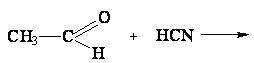 O
CH₃—C + HCN ⟶
H